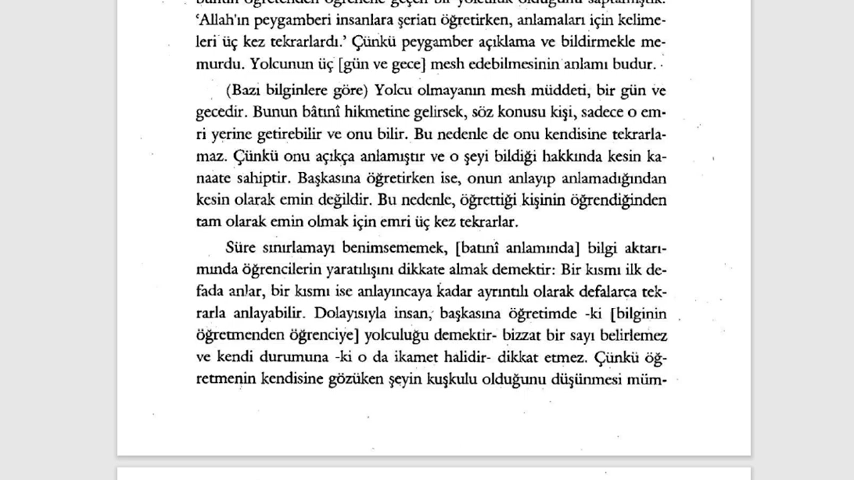 bunun öğretenden öğrenene geçen bir yolculuk olduğunu saptamıştık.
‘Allah'ın peygamberi insanlara şeriatı öğretirken, anlamaları için kelime-
leri üç kez tekrarlardı.’ Çünkü peygamber açıklama ve bildirmekle me-
murdu. Yolcunun üç [gün ve gece] mesh edebilmesinin anlamı budur.
(Bazı bilginlere göre) Yolcu olmayanın mesh müddeti, bir gün ve
gecedir. Bunun bâtınî hikmetine gelirsek, söz konusu kişi, sadece o em-
ri yerine getirebilir ve onu bilir. Bu nedenle de onu kendisine tekrarla-
maz. Çünkü onu açıkça anlamıştır ve o şeyi bildiği hakkında kesin ka-
naate sahiptir. Başkasına öğretirken ise, onun anlayıp anlamadığından
kesin olarak emin değildir. Bu nedenle, öğrettiği kişinin öğrendiğinden
tam olarak emin olmak için emri üç kez tekrarlar.
Süre sınırlamayı benimsememek, [batınî anlamında] bilgi aktarı-
mında öğrencilerin yaratılışını dikkate almak demektir: Bir kısmı ilk de-
fada anlar, bir kısmı ise anlayıncaya kadar ayrıntılı olarak defalarca tek-
rarla anlayabilir. Dolayısıyla insan, başkasına öğretimde -ki [bilginin
öğretmenden öğrenciye] yolculuğu demektir- bizzat bir sayı belirlemez
ve kendi durumuna -ki o da ikamet halidir- dikkat etmez. Çünkü öğ-
retmenin kendisine gözüken şeyin kuşkulu olduğunu düşünmesi müm-